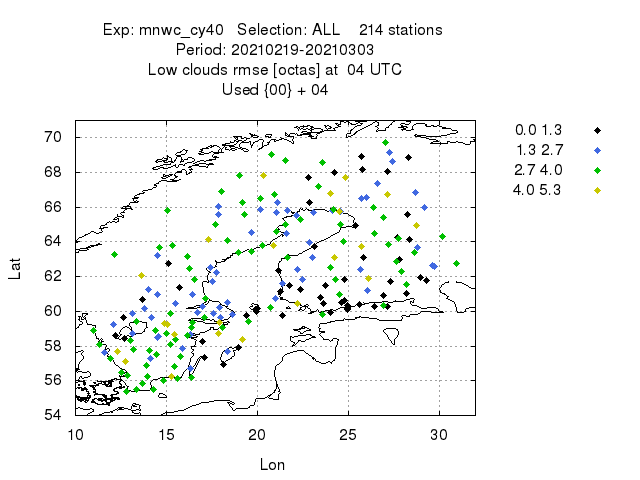 Exp: mnwc_cy40 Selection: ALL 214 stations
Period: 20210219-20210303
Low clouds rmse [octas] at 04 UTC
Used {00} + 04
0.0 1.3
1.3 2.7
2.7 4.0
4.0 5.3
70
68
66
64
62
60
58
56
54
Lat
10 15 20 25 30
Lon